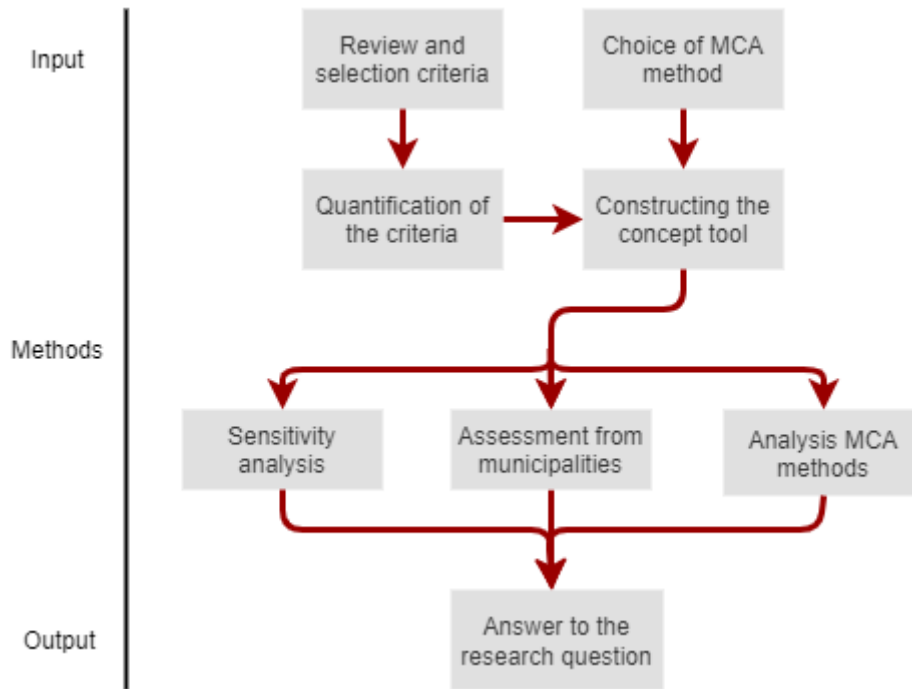 Input
Review and
selection criteria
Choice of MCA
method
Quantification of
the criteria
Constructing the
concept tool
Methods
Sensitivity
analysis
Assessment from
municipalities
Analysis MCA
methods
Output
Answer to the
research question